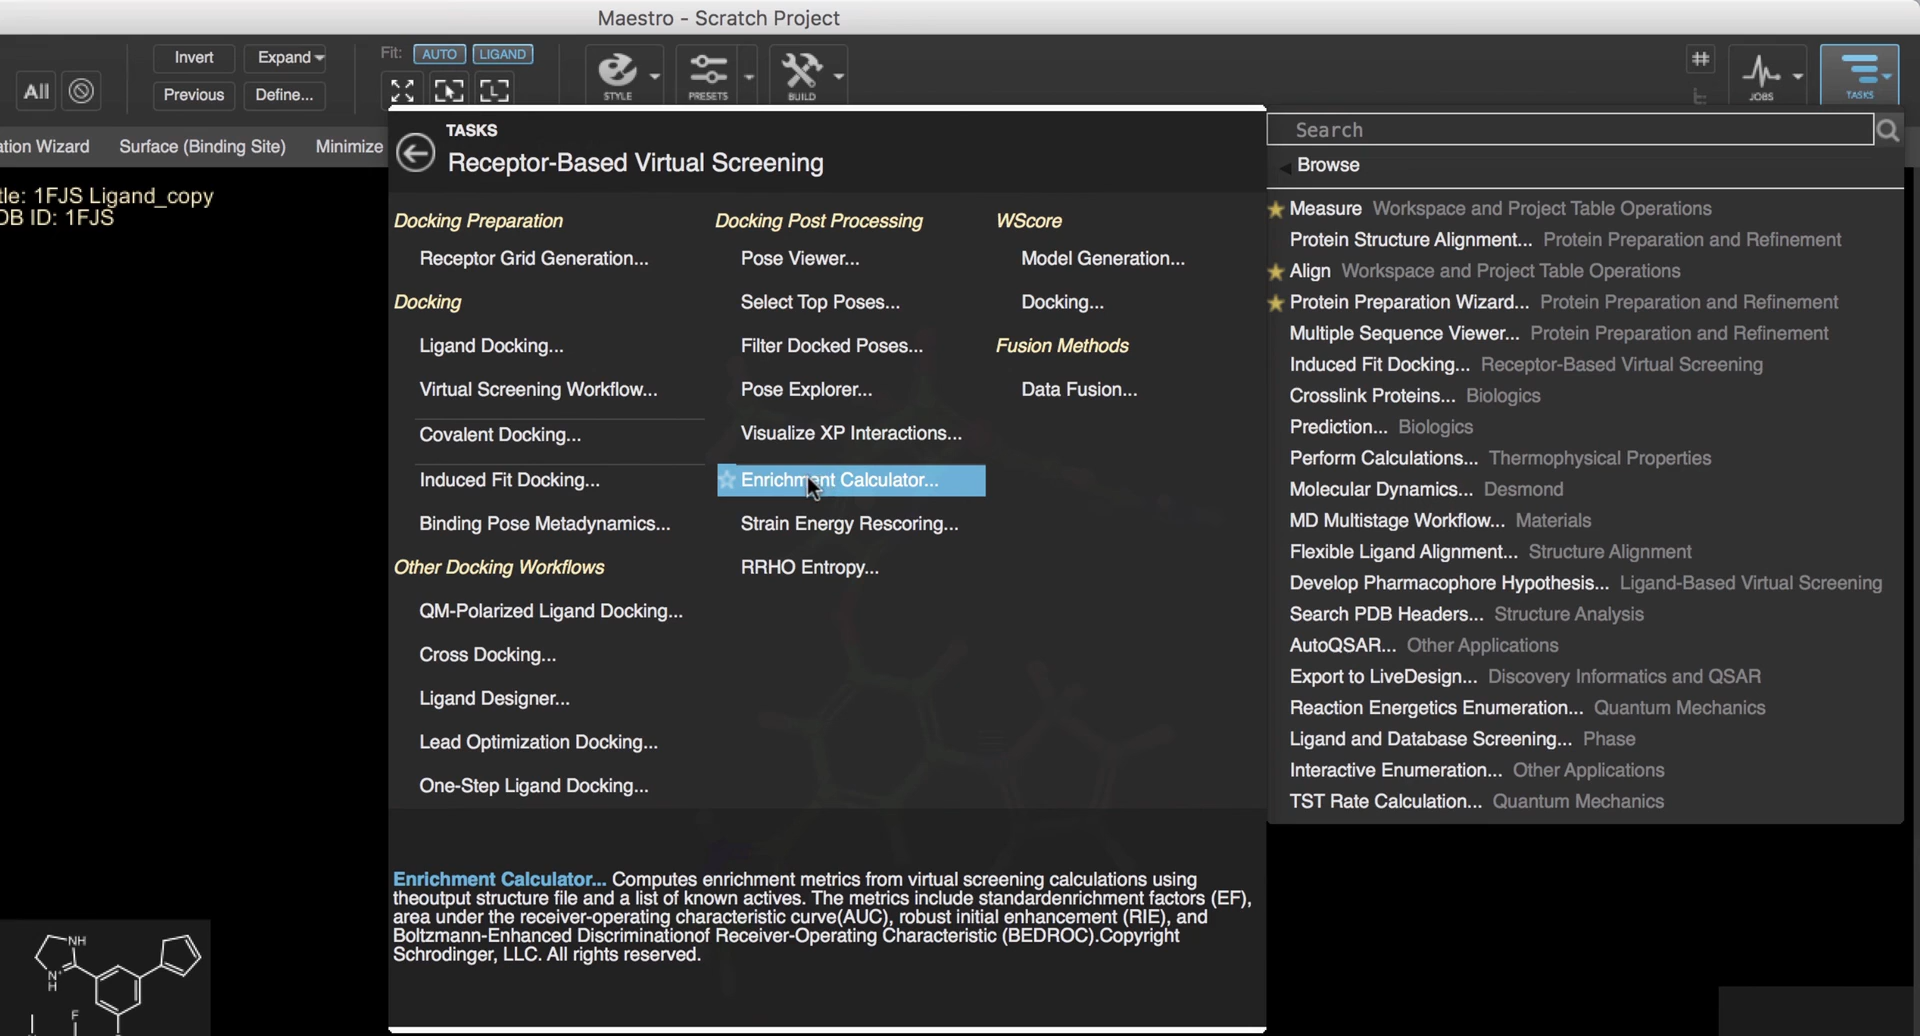 Maestro - Scratch Project
Invert
Expand
Fit:
AUTO
LIGAND
All
Previous
Define...
STYLE
PRESETS
BUILD
JOBS
TASKS
ation Wizard
Surface (Binding Site)
Minimize
tle: 1FJS Ligand_copy
DB ID: 1FJS
TASKS
Receptor-Based Virtual Screening
Docking Preparation
Receptor Grid Generation...
Docking
Ligand Docking...
Virtual Screening Workflow...
Covalent Docking...
Induced Fit Docking...
Binding Pose Metadynamics...
Other Docking Workflows
QM-Polarized Ligand Docking...
Cross Docking...
Ligand Designer...
Lead Optimization Docking...
One-Step Ligand Docking...
Docking Post Processing
Pose Viewer...
Select Top Poses...
Filter Docked Poses...
Pose Explorer...
Visualize XP Interactions...
Enrichment Calculator...
Strain Energy Rescoring...
RRHO Entropy...
WScore
Model Generation...
Docking...
Fusion Methods
Data Fusion...
Search
Browse
Measure Workspace and Project Table Operations
Protein Structure Alignment... Protein Preparation and Refinement
Align Workspace and Project Table Operations
Protein Preparation Wizard... Protein Preparation and Refinement
Multiple Sequence Viewer... Protein Preparation and Refinement
Induced Fit Docking... Receptor-Based Virtual Screening
Crosslink Proteins... Biologics
Prediction... Biologics
Perform Calculations... Thermophysical Properties
Molecular Dynamics... Desmond
MD Multistage Workflow... Materials
Flexible Ligand Alignment... Structure Alignment
Develop Pharmacophore Hypothesis... Ligand-Based Virtual Screening
Search PDB Headers... Structure Analysis
AutoQSAR... Other Applications
Export to LiveDesign... Discovery Informatics and QSAR
Reaction Energetics Enumeration... Quantum Mechanics
Ligand and Database Screening... Phase
Interactive Enumeration... Other Applications
TST Rate Calculation... Quantum Mechanics
Enrichment Calculator... Computes enrichment metrics from virtual screening calculations using
theoutput structure file and a list of known actives. The metrics include standardenrichment factors (EF),
area under the receiver-operating characteristic curve(AUC), robust initial enhancement (RIE), and
Boltzmann-Enhanced Discriminationof Receiver-Operating Characteristic (BEDROC).Copyright
Schrodinger, LLC. All rights reserved.
NH
N+
H
F